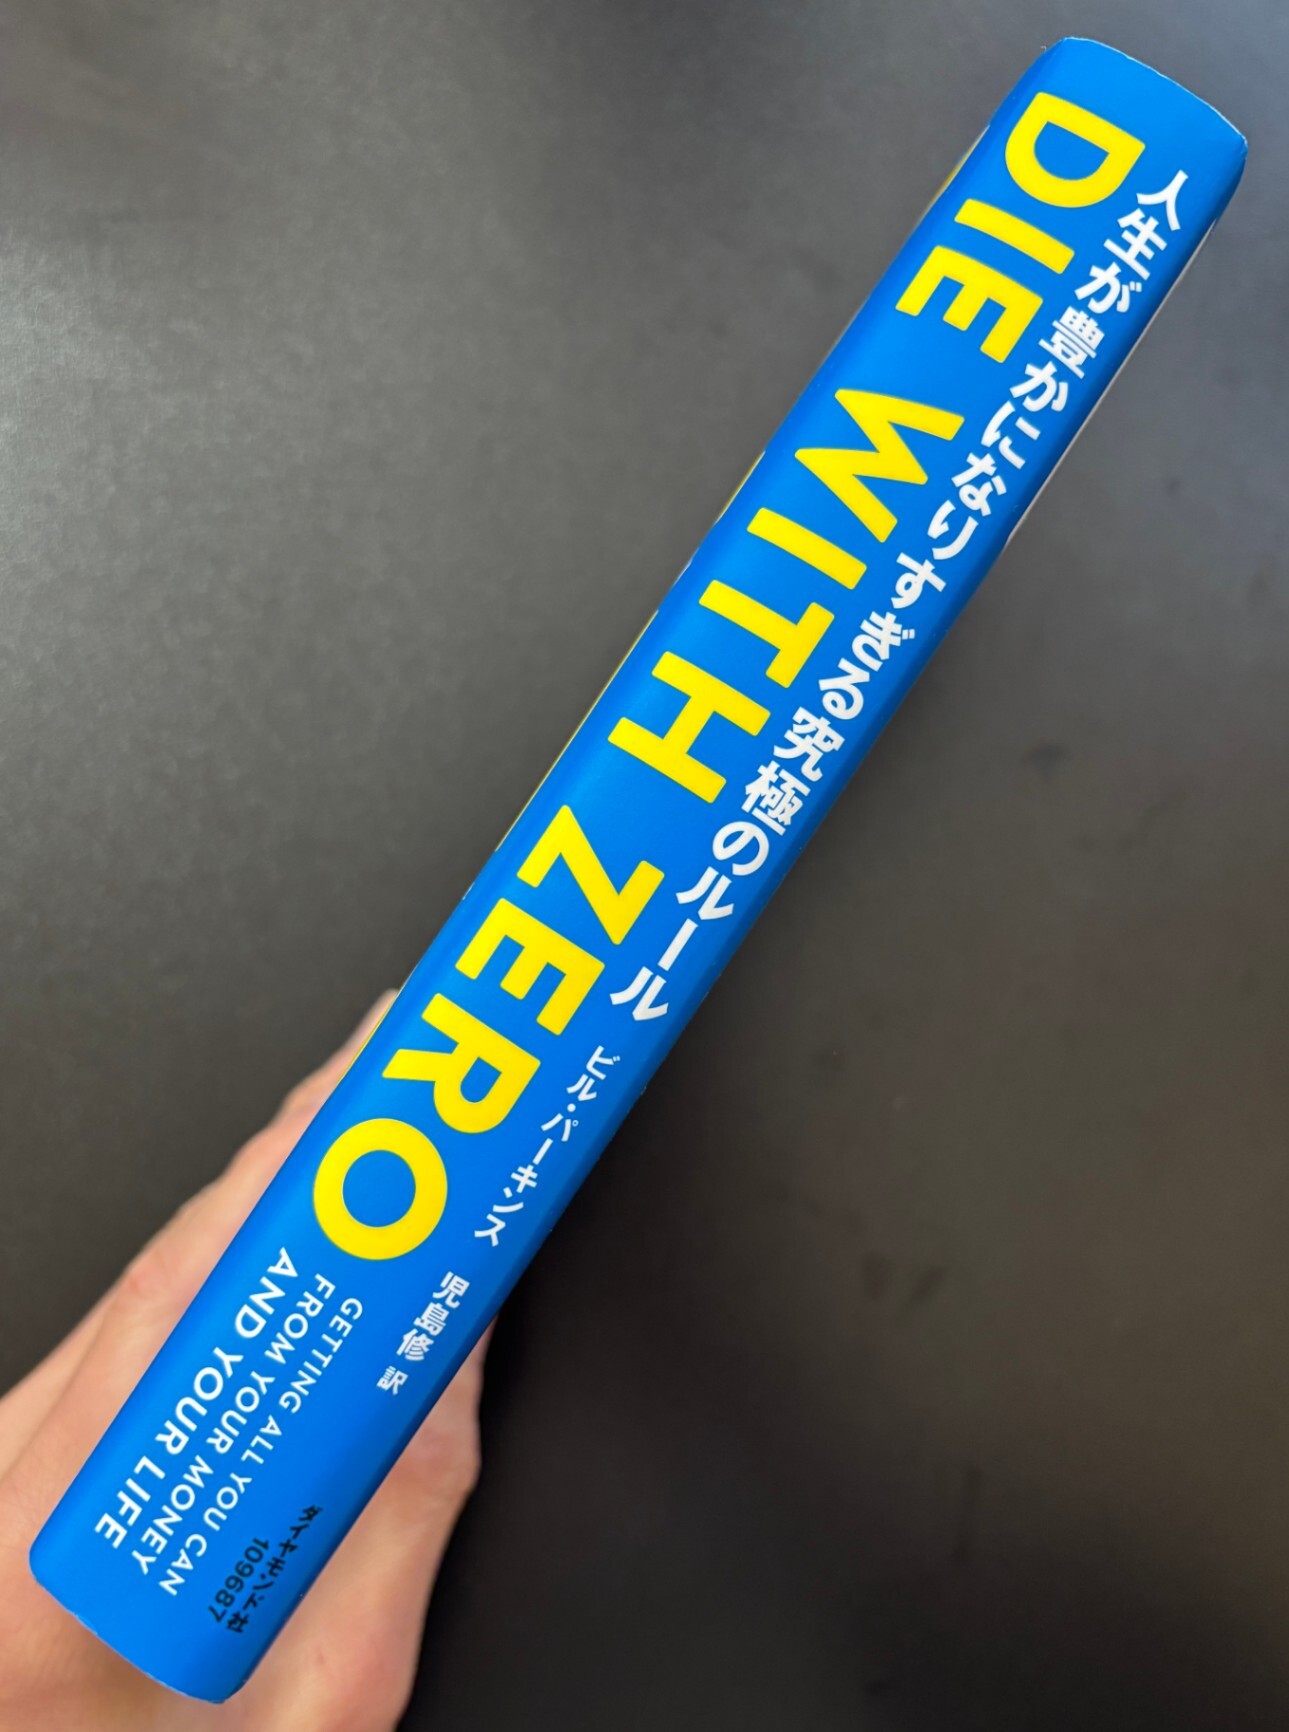 DIE WITH ZERO
人生が豊かになりすぎる究極のルール
ビル・パーキンス
児島修 訳
GETTING ALL YOU CAN
FROM YOUR MONEY
AND YOUR LIFE
ダイヤモンド社
109687